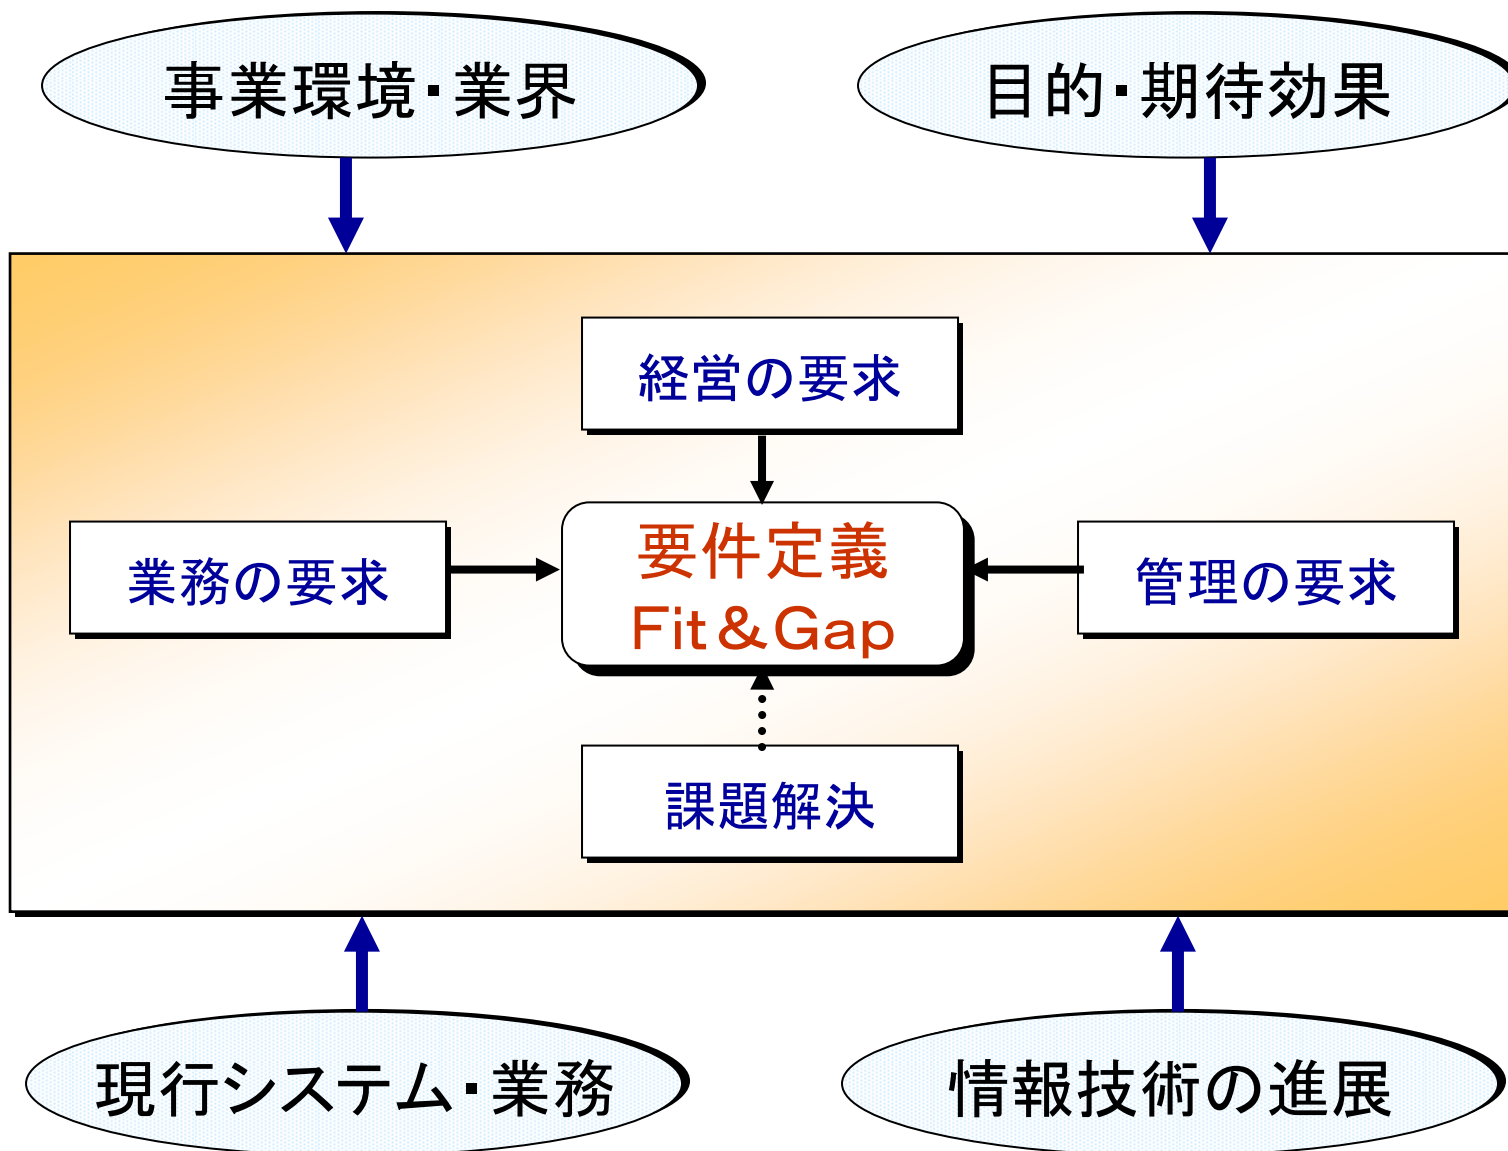 事業環境・業界
目的・期待効果
経営の要求
業務の要求
要件定義
Fit&Gap
管理の要求
課題解決
現行システム・業務
情報技術の進展